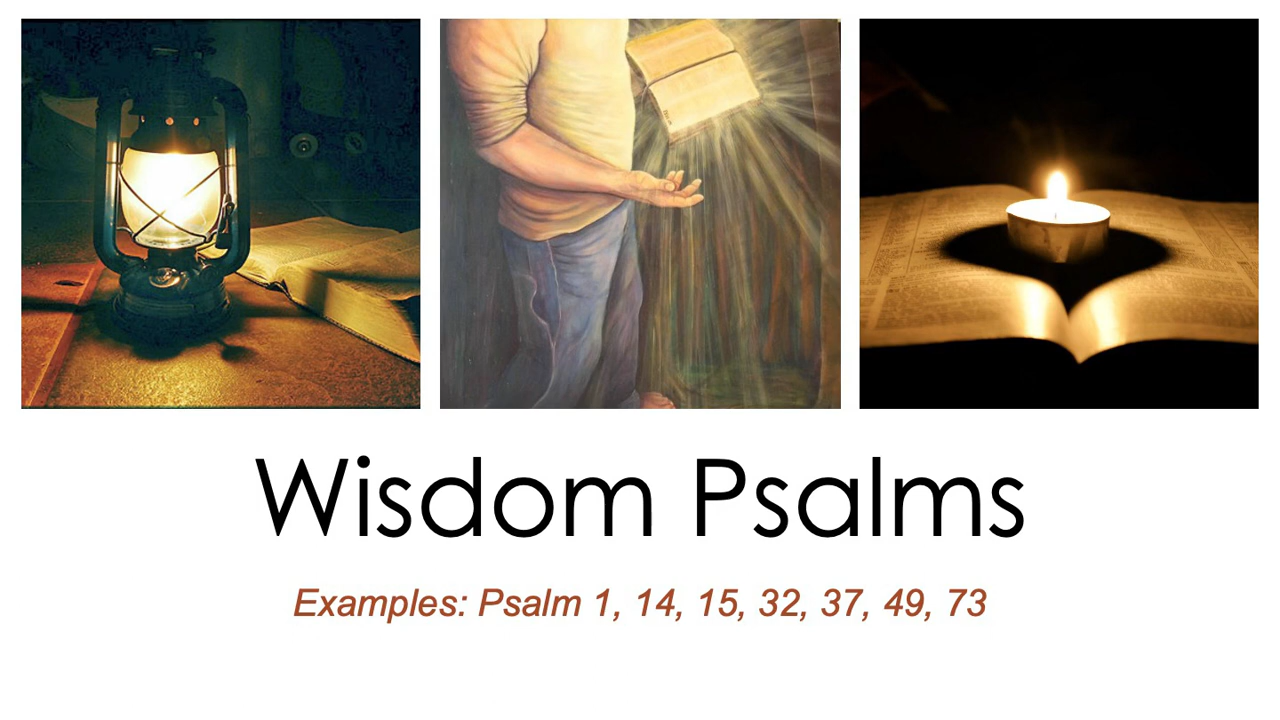 Wisdom Psalms
Examples: Psalm 1, 14, 15, 32, 37, 49, 73